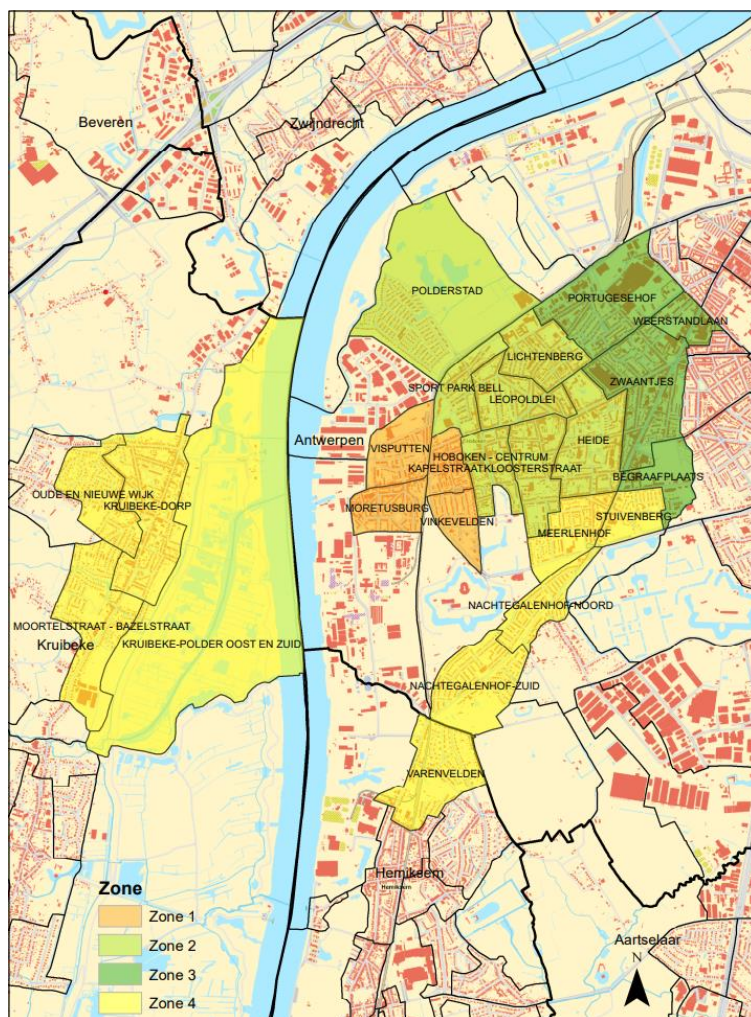 Beveren
Zwijndrecht
POLDERSTAD
PORTUGESEHOF
WEERSTANDLAAN
LICHTENBERG
ZWAANTJES
SPORT PARK BELL
LEOPOLDLEI
Antwerpen
VISPUTTEN
HOBOKEN - CENTRUM
HEIDE
KAPELSTRAATKLOOSTERSTRAAT
OUDE EN NIEUWE WIJK
KRUIBEKE-DORP
BEGRAAFPLAATS
MORETUSBURG
VINKEVELDEN
STUIVENBERG
MEERLENHOF
NACHTEGALENHOF-NOORD
MOORTELSTRAAT - BAZELSTRAAT
Kruibeke
KRUIBEKE-POLDER OOST EN ZUID
NACHTEGALENHOF-ZUID
VARENVELDEN
Hemiksem
Hemiksem
Aartselaar
N
Zone
Zone 1
Zone 2
Zone 3
Zone 4